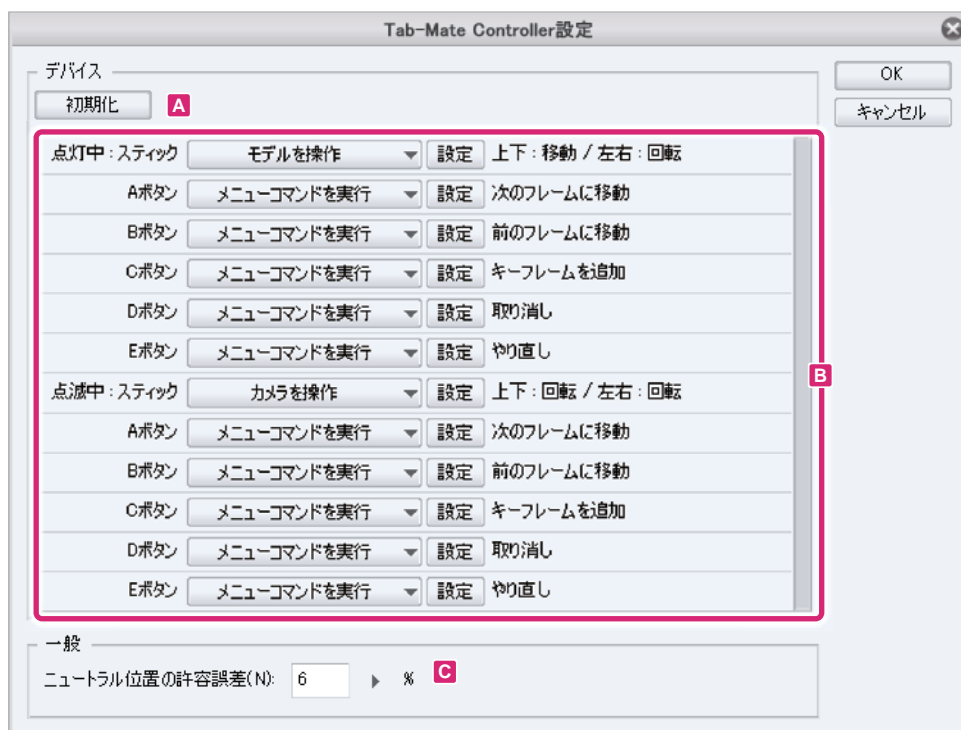 Tab-Mate Controller設定
デバイス
OK
初期化 A
キャンセル
点灯中：スティック モデルを操作 設定 上下：移動 / 左右：回転
Aボタン メニューコマンドを実行 設定 次のフレームに移動
Bボタン メニューコマンドを実行 設定 前のフレームに移動
Cボタン メニューコマンドを実行 設定 キーフレームを追加
Dボタン メニューコマンドを実行 設定 取り消し
Eボタン メニューコマンドを実行 設定 やり直し
B
点滅中：スティック カメラを操作 設定 上下：回転 / 左右：回転
Aボタン メニューコマンドを実行 設定 次のフレームに移動
Bボタン メニューコマンドを実行 設定 前のフレームに移動
Cボタン メニューコマンドを実行 設定 キーフレームを追加
Dボタン メニューコマンドを実行 設定 取り消し
Eボタン メニューコマンドを実行 設定 やり直し
一般
ニュートラル位置の許容誤差(N): 6 % C